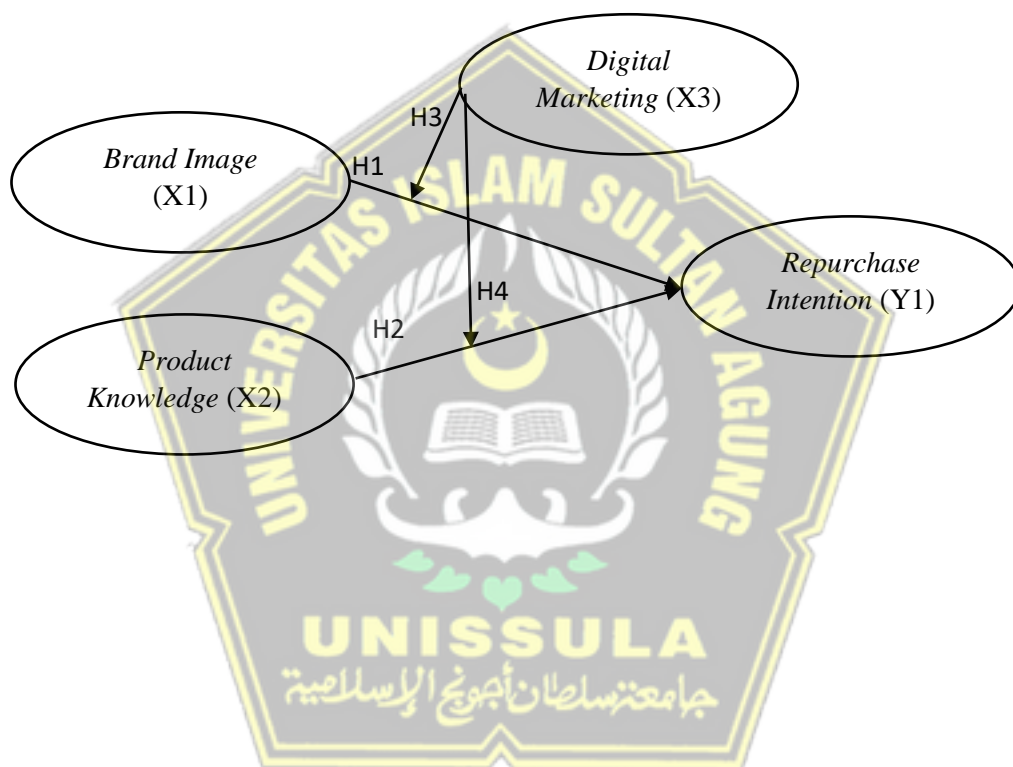 Digital
Marketing (X3)
H3
Brand Image
(X1)
H1
Repurchase
Intention (Y1)
H4
H2
Product
Knowledge (X2)
UNIVERSITAS ISLAM SULTAN AGUNG
UNISSULA
جامعة سلطان أجونج الإسلامية